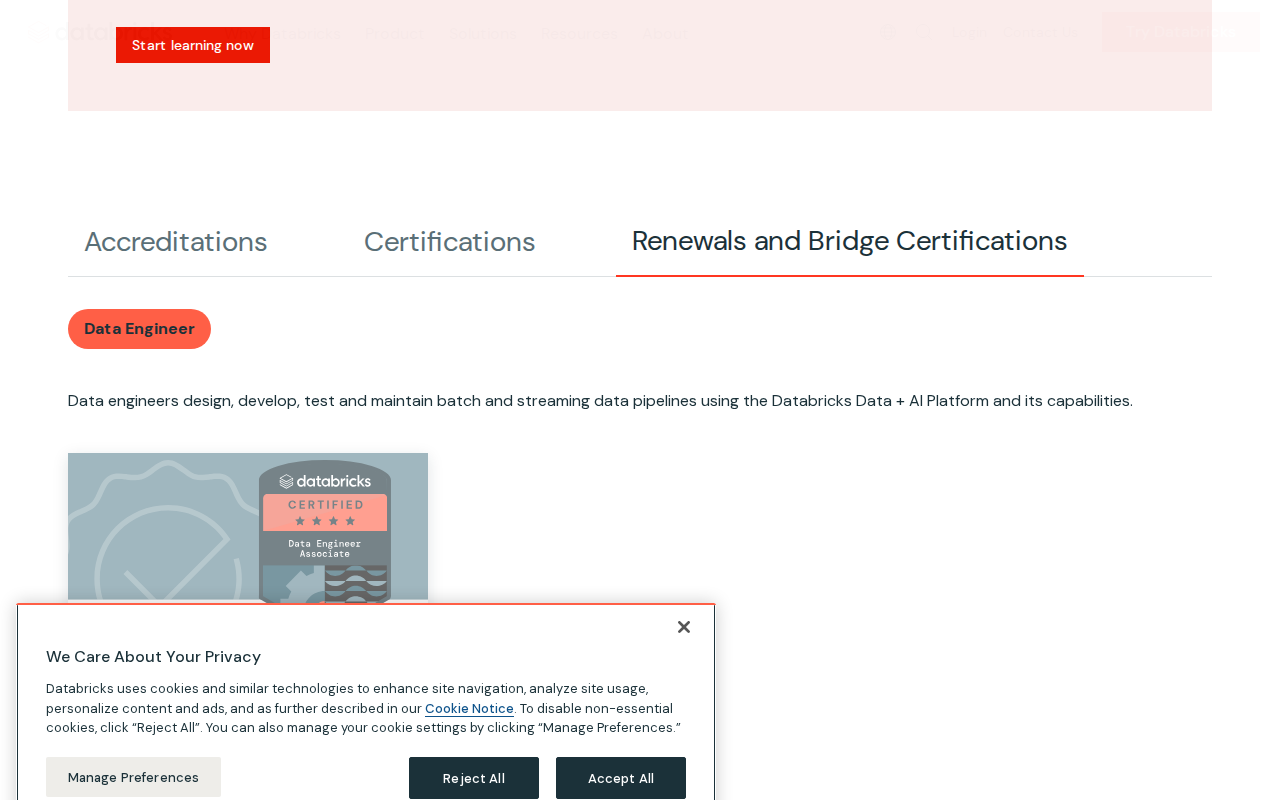 Start learning now
Accreditations
Certifications
Renewals and Bridge Certifications
Data Engineer
Data engineers design, develop, test and maintain batch and streaming data pipelines using the Databricks Data + AI Platform and its capabilities.
databricks
CERTIFIED
Data Engineer
Associate
We Care About Your Privacy
Databricks uses cookies and similar technologies to enhance site navigation, analyze site usage,
personalize content and ads, and as further described in our Cookie Notice. To disable non-essential
cookies, click “Reject All”. You can also manage your cookie settings by clicking “Manage Preferences.”
Manage Preferences
Reject All
Accept All